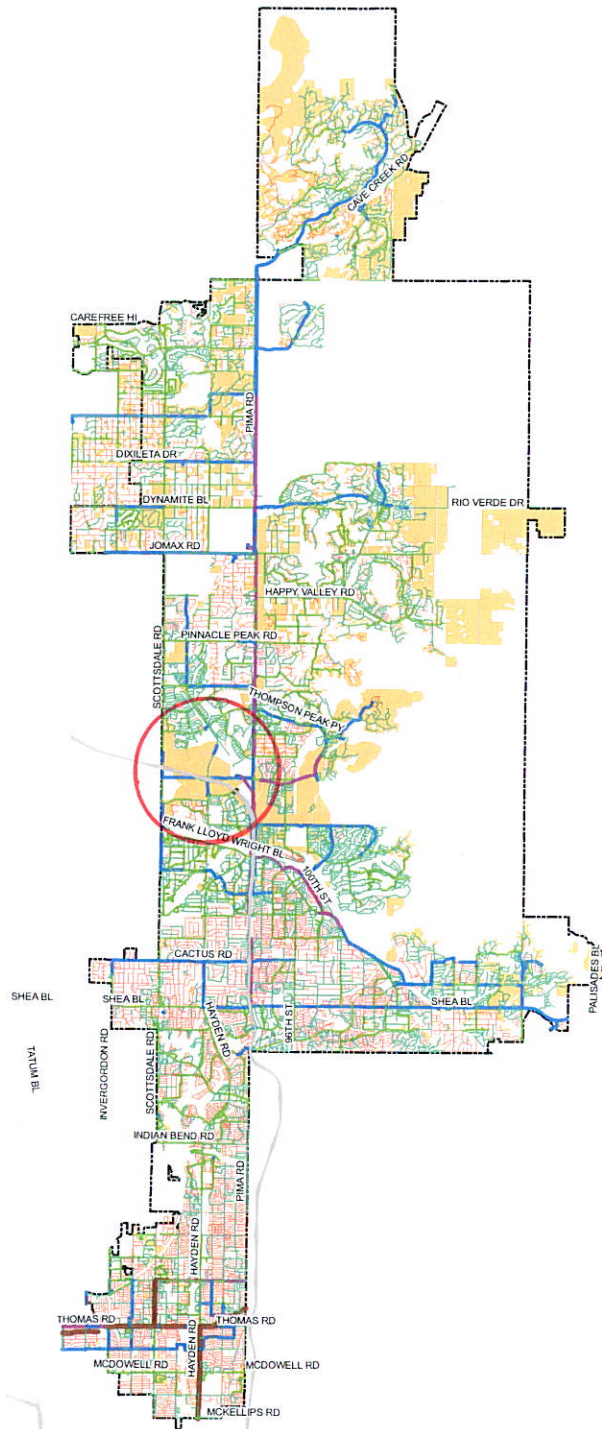 CAVE CREEK RD
CAREFREE HI
PIMA RD
DIXILETA DR
DYNAMITE BL
RIO VERDE DR
JOMAX RD
HAPPY VALLEY RD
SCOTTSDALE RD
PINNACLE PEAK RD
THOMPSON PEAK PY
FRANK LLOYD WRIGHT BL
100TH ST
CACTUS RD
PALISADES BL
SHEA BL
SHEA BL
SHEA BL
HAYDEN RD
96TH ST
TATUM BL
INVERGORDON RD
SCOTTSDALE RD
INDIAN BEND RD
PIMA RD
HAYDEN RD
THOMAS RD
THOMAS RD
HAYDEN RD
MCDOWELL RD
MCDOWELL RD
MCKELLIPS RD